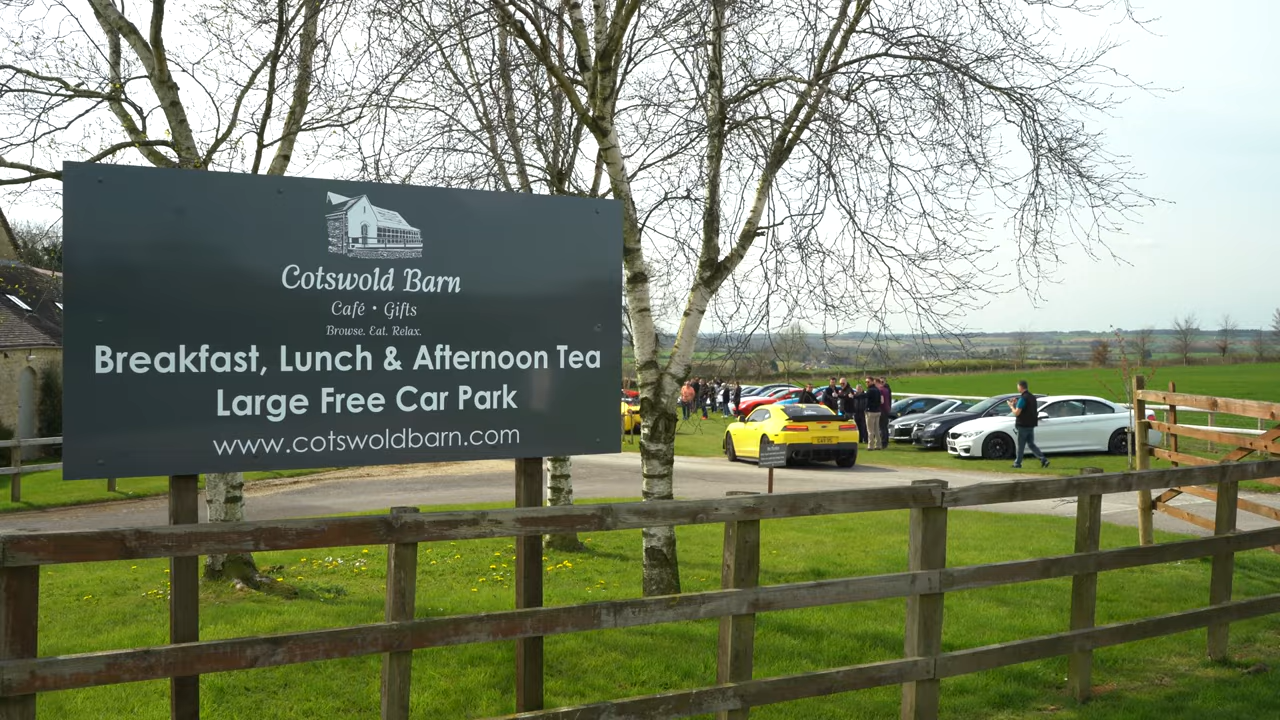 Cotswold Barn
Café • Gifts
Browse. Eat. Relax.
Breakfast, Lunch & Afternoon Tea
Large Free Car Park
www.cotswoldbarn.com